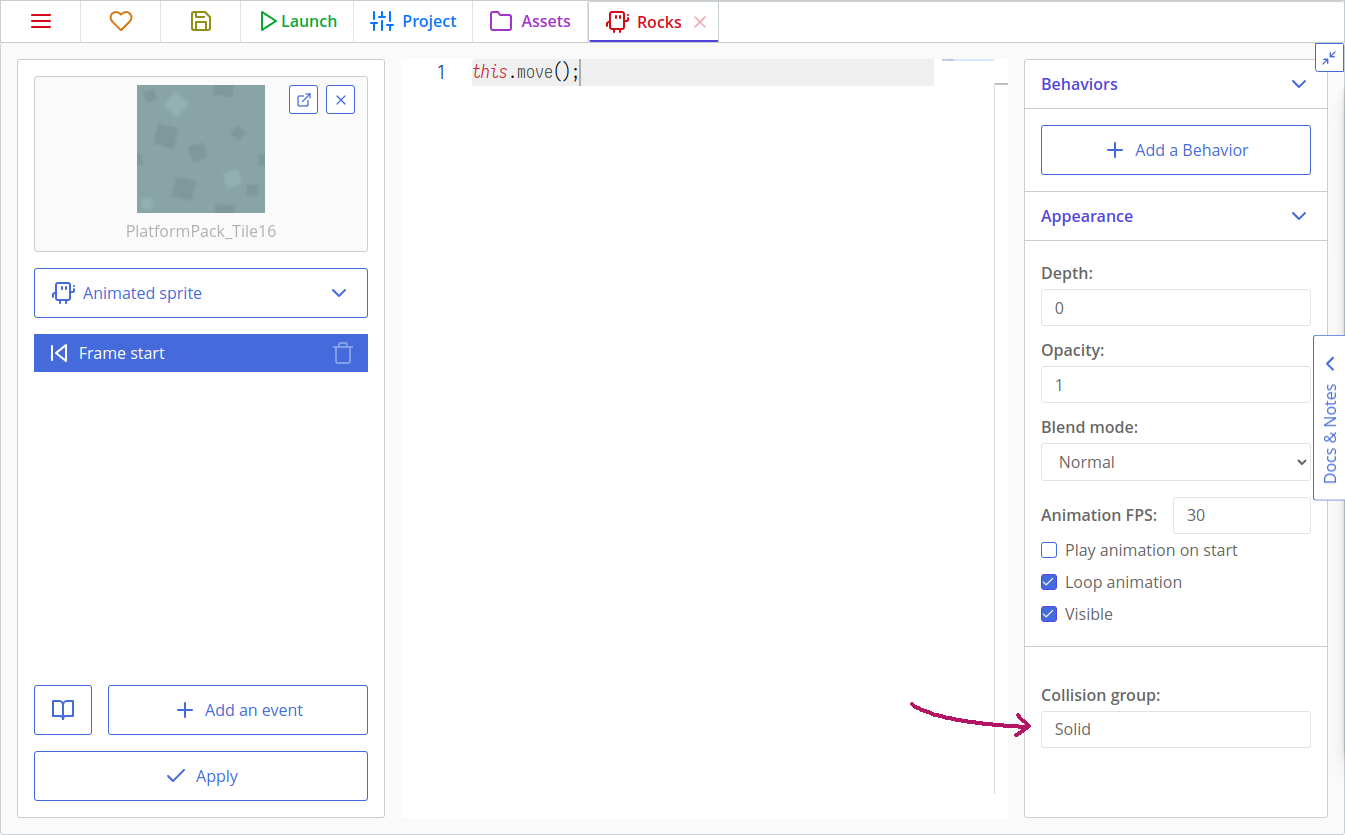 Launch
Project
Assets
Rocks
PlatformPack_Tile16
Animated sprite
Frame start
Add an event
Apply
1 this.move();
Behaviors
Add a Behavior
Appearance
Depth:
0
Opacity:
1
Blend mode:
Normal
Animation FPS: 30
Play animation on start
Loop animation
Visible
Collision group:
Solid
Docs & Notes